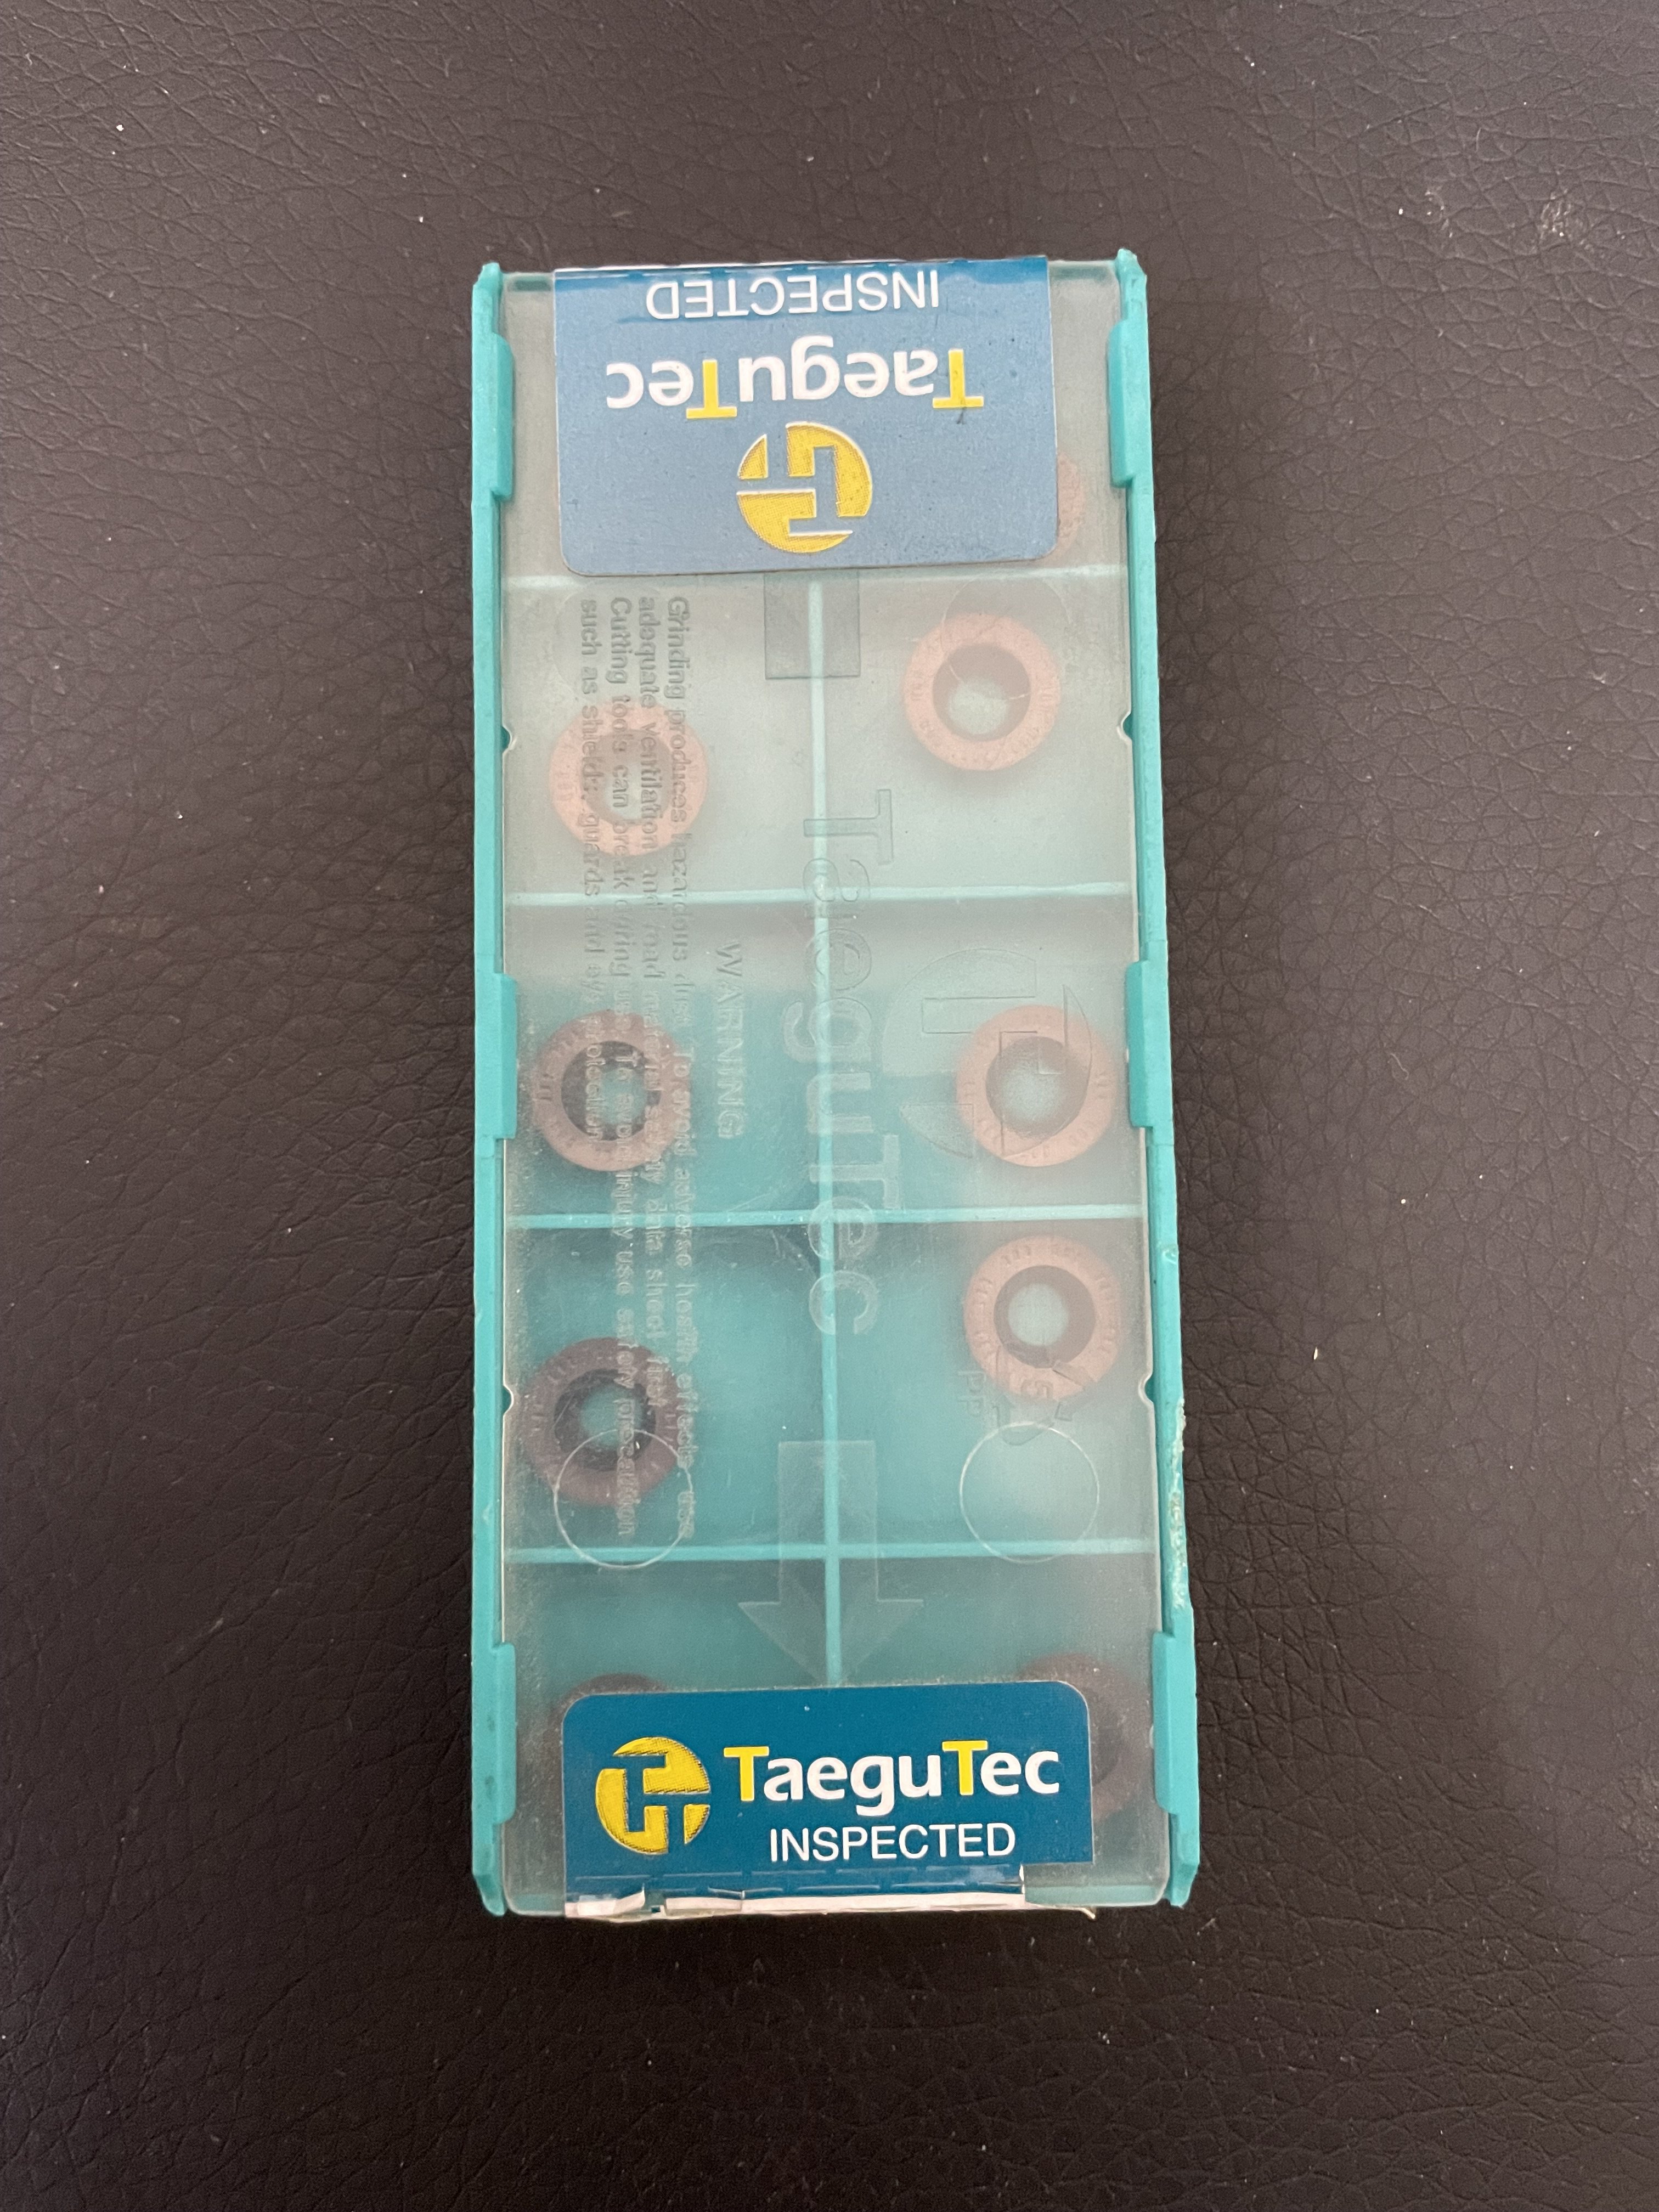 INSPECTED
TaeguTec
WARNING
Grinding produces hazardous dust. To avoid adverse health effects use
adequate ventilation and read material safety data sheet first.
Cutting tools can break during use. To avoid injury use safety precaution
such as shields, guards and eye protection.
TaeguTec
PP
TaeguTec
INSPECTED